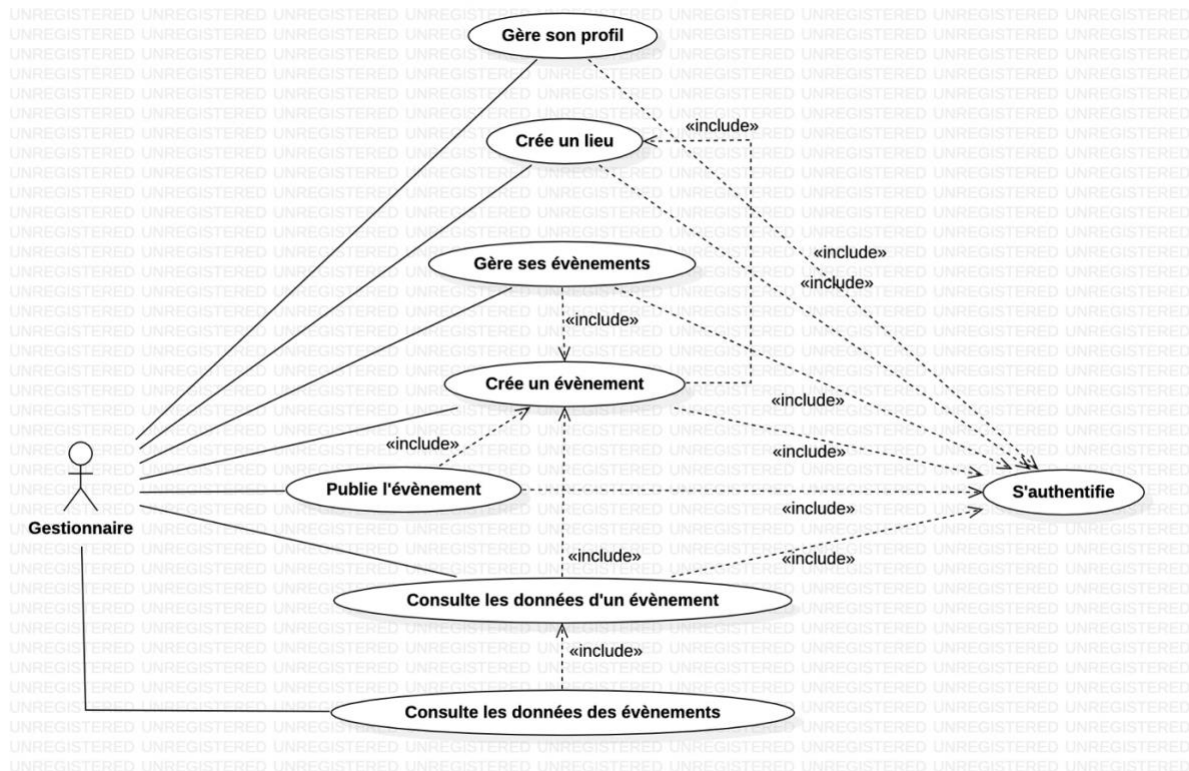 Gère son profil
«include»
Crée un lieu
«include»
Gère ses évènements
«include»
«include»
Crée un évènement
«include»
«include»
«include»
Publie l'évènement
S'authentifie
«include»
Gestionnaire
«include»
«include»
Consulte les données d'un évènement
«include»
Consulte les données des évènements
UNREGISTERED